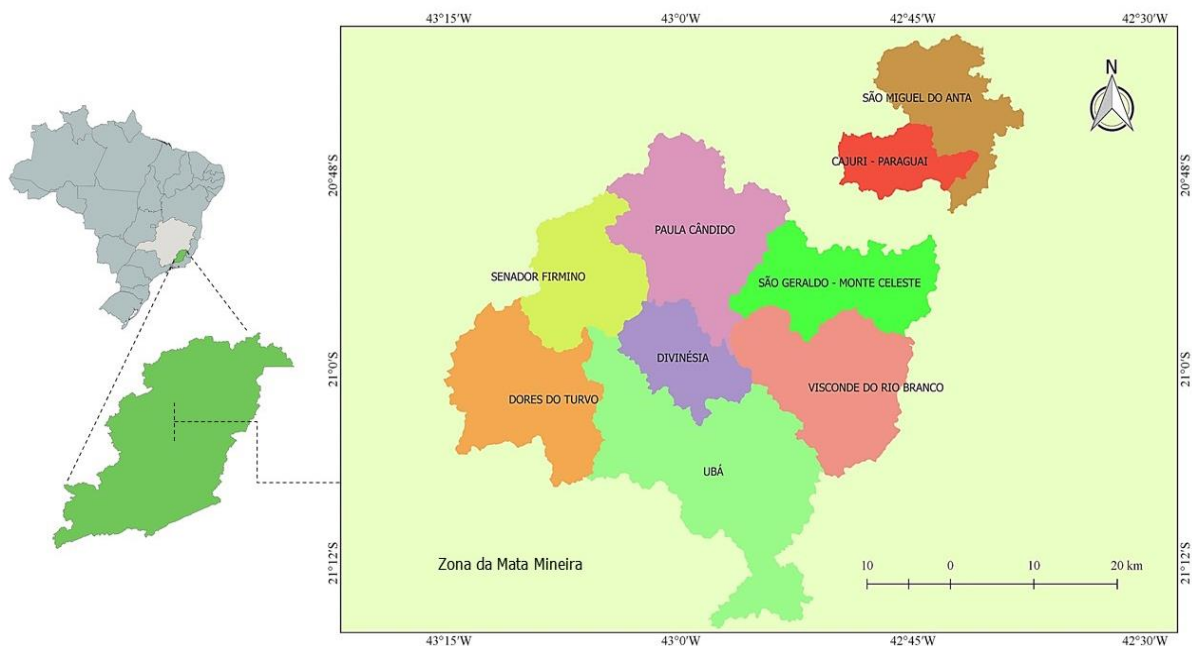 43°15'W 43°0'W 42°45'W 42°30'W
N
SÃO MIGUEL DO ANTA
CAJURI - PARAGUAI
20°48'S 20°48'S
PAULA CÂNDIDO
SENADOR FIRMINO
SÃO GERALDO - MONTE CELESTE
DIVINÉSIA
21°0'S 21°0'S
VISCONDE DO RIO BRANCO
DORES DO TURVO
UBÁ
Zona da Mata Mineira
21°12'S 21°12'S
10 0 10 20 km
43°15'W 43°0'W 42°45'W 42°30'W